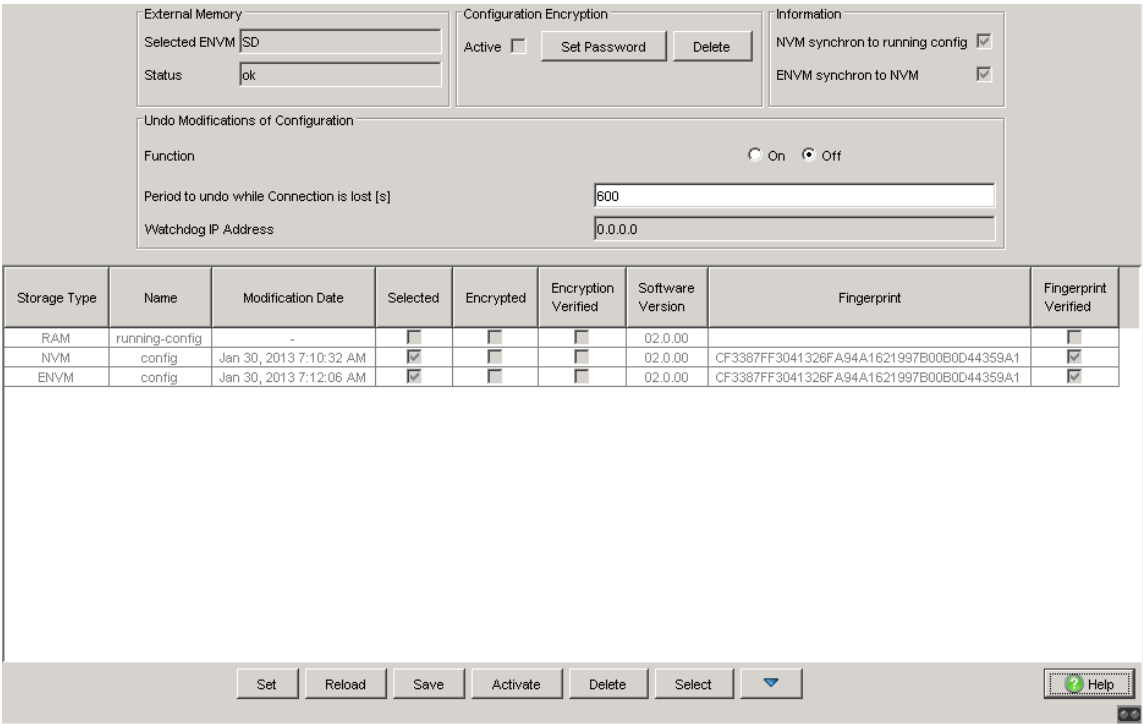 External Memory
Selected ENVM SD
Status ok
Configuration Encryption
Active Set Password Delete
Information
NVM synchron to running config
ENVM synchron to NVM
Undo Modifications of Configuration
Function On Off
Period to undo while Connection is lost [s] 600
Watchdog IP Address 0.0.0.0
Storage Type Name Modification Date Selected Encrypted Encryption Verified Software Version Fingerprint Fingerprint Verified
RAM running-config - 02.0.00
NVM config Jan 30, 2013 7:10:32 AM 02.0.00 CF3387FF3041326FA94A1621997B00B0D44359A1
ENVM config Jan 30, 2013 7:12:06 AM 02.0.00 CF3387FF3041326FA94A1621997B00B0D44359A1
Set Reload Save Activate Delete Select ? Help